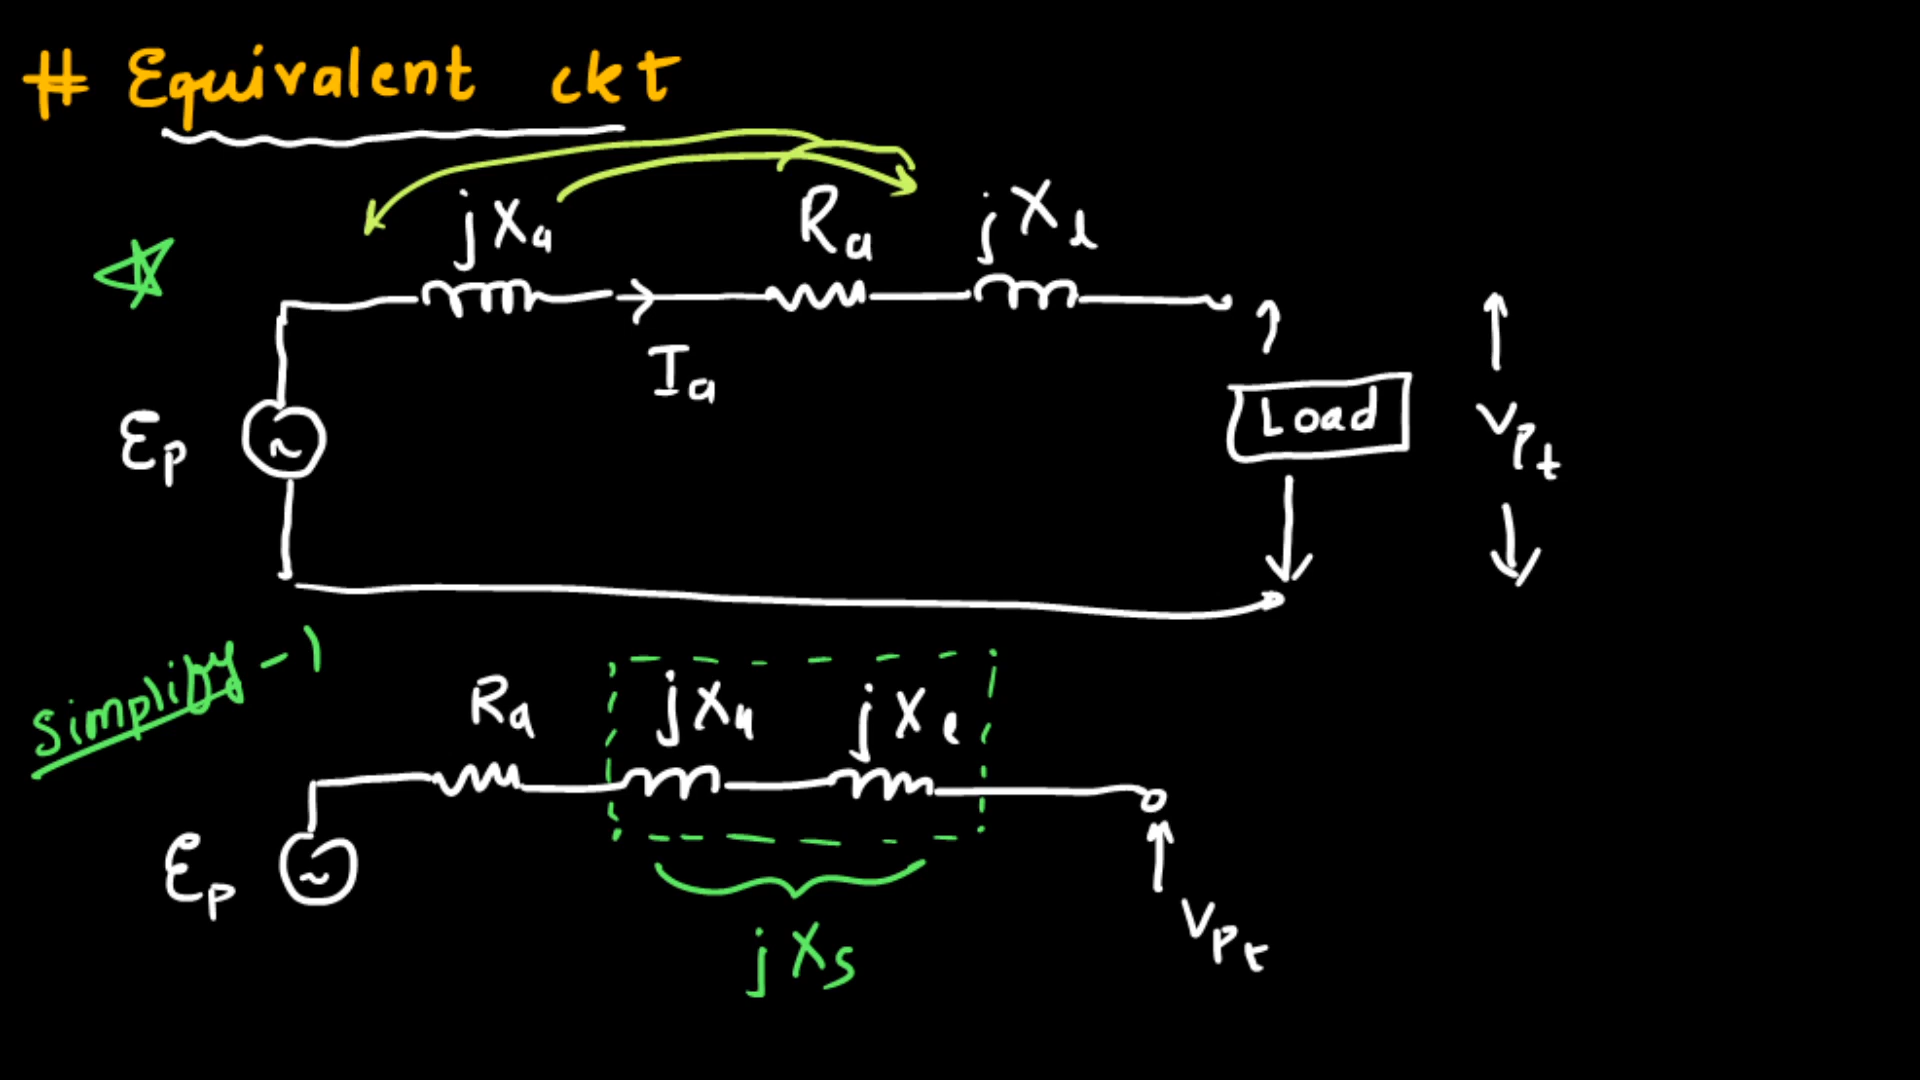 # Equivalent ckt
jXa Ra jXl
Ia
Ep ~ Load Vpt
Simplify-1
Ra jXa jXl
Ep ~
Vpt
jXs